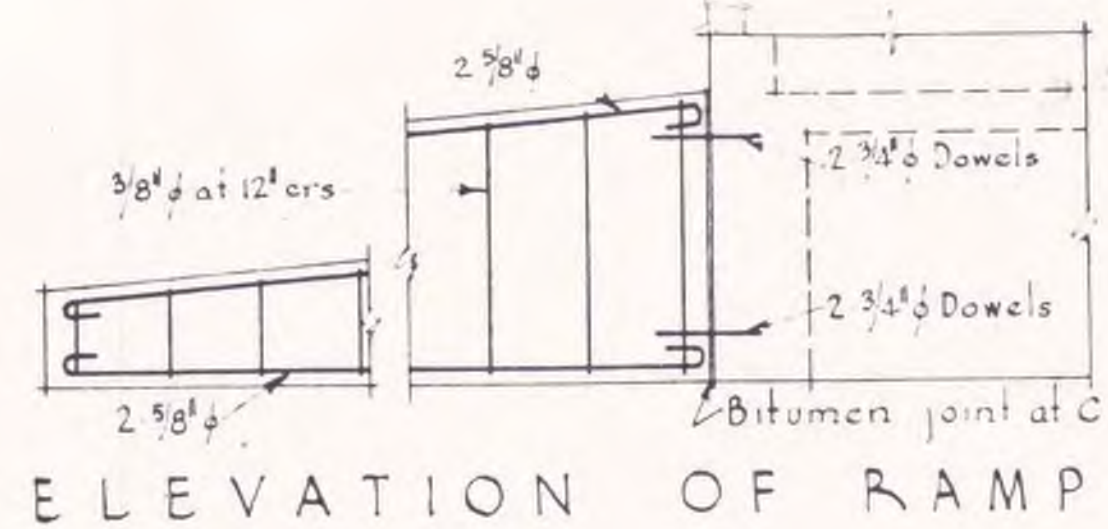 2 5/8"ϕ
3/8"ϕ at 12" crs
2 3/4"ϕ Dowels
2 3/4"ϕ Dowels
2 5/8"ϕ
Bitumen joint at C
ELEVATION OF RAMP